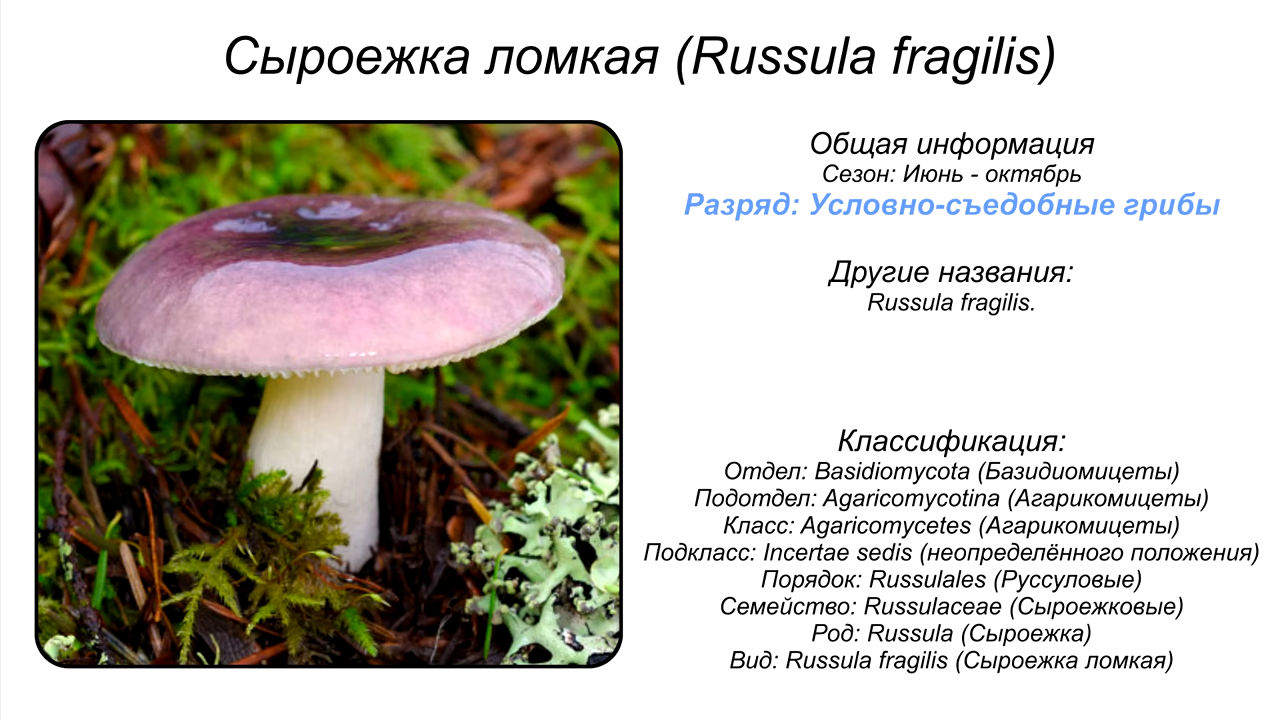 Сыроежка ломкая (Russula fragilis)
Общая информация
Сезон: Июнь - октябрь
Разряд: Условно-съедобные грибы
Другие названия:
Russula fragilis.
Классификация:
Отдел: Basidiomycota (Базидиомицеты)
Подотдел: Agaricomycotina (Агарикомицеты)
Класс: Agaricomycetes (Агарикомицеты)
Подкласс: Incertae sedis (неопределённого положения)
Порядок: Russulales (Руссуловые)
Семейство: Russulaceae (Сыроежковые)
Род: Russula (Сыроежка)
Вид: Russula fragilis (Сыроежка ломкая)